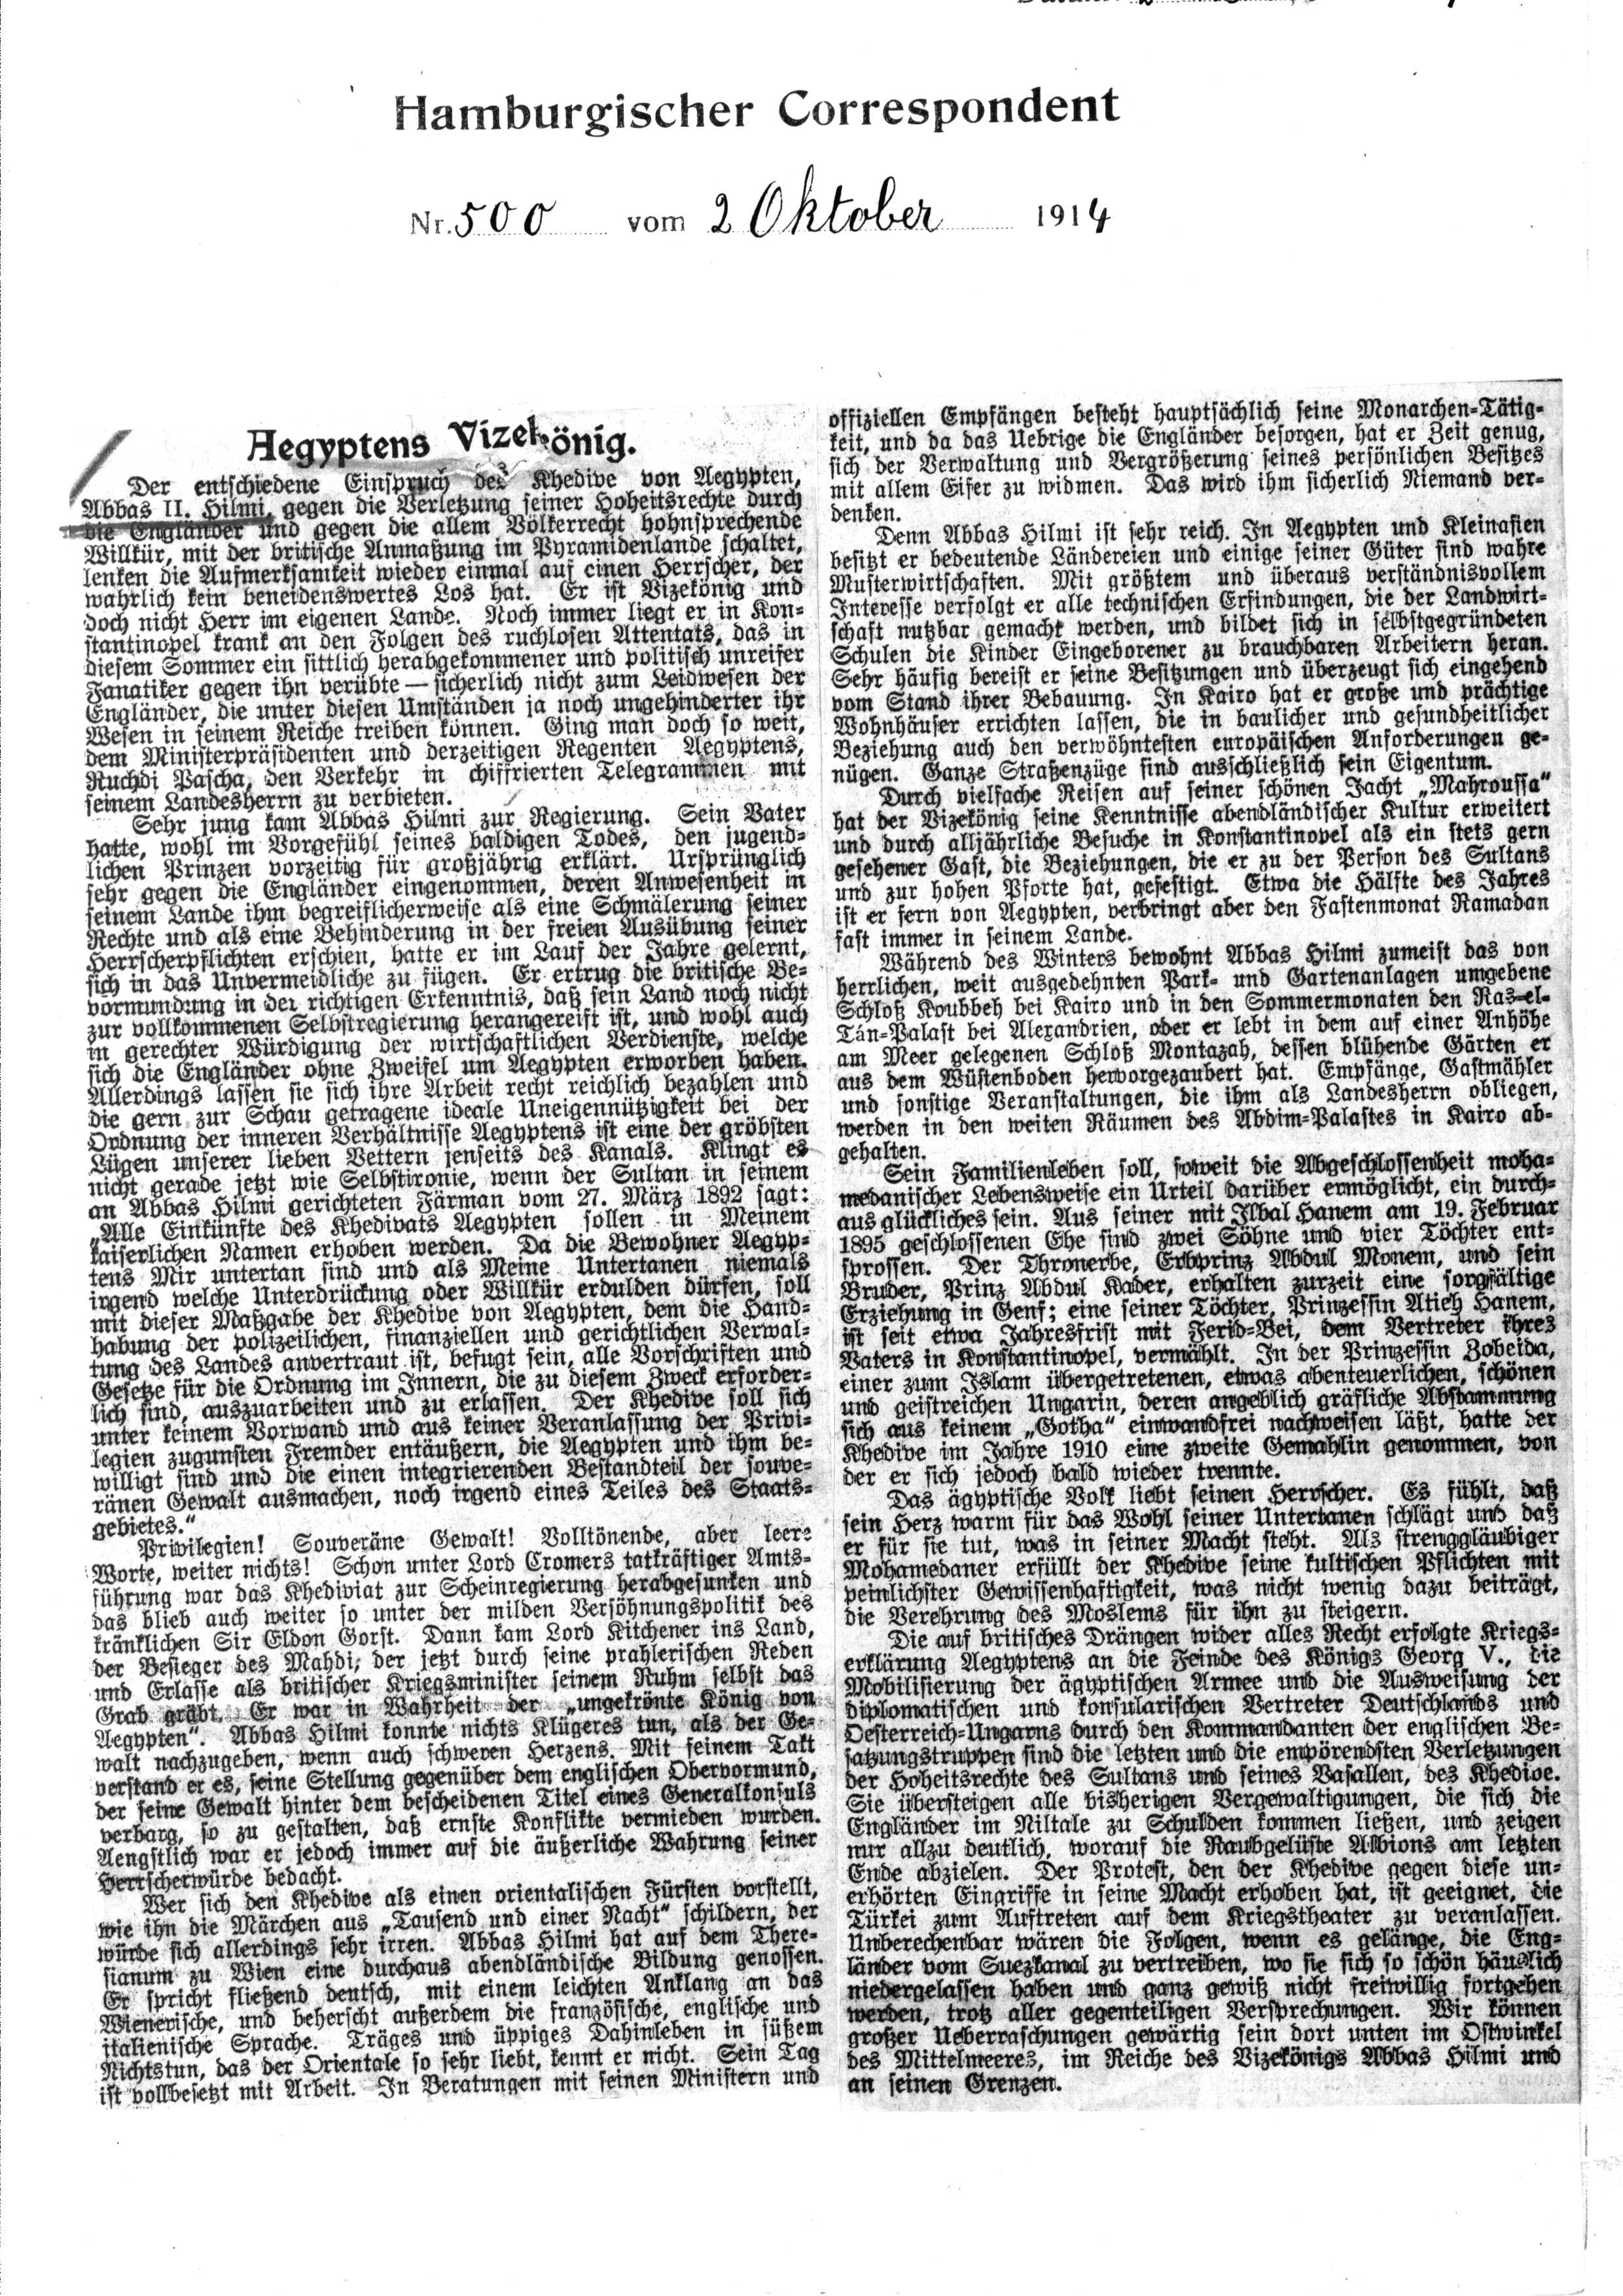 Hamburgischer Correspondent
Nr. 500 vom 2 Oktober 1914
Aegyptens Vizekönig.
Der entschiedene Einspruch des Khedive von Aegypten,
Abbas II. Hilmi, gegen die Verletzung seiner Hoheitsrechte durch
die Engländer und gegen die allem Völkerrecht hohnsprechende
Willkür, mit der britische Anmaßung im Pyramidenlande schaltet,
lenken die Aufmerksamkeit wieder einmal auf einen Herrscher, der
wahrlich kein beneidenswertes Los hat. Er ist Vizekönig und
doch nicht Herr im eigenen Lande. Noch immer liegt er in Kon-
stantinopel krank an den Folgen des ruchlosen Attentats, das in
diesem Sommer ein sittlich herabgekommener und politisch unreifer
Fanatiker gegen ihn verübte — sicherlich nicht zum Leidwesen der
Engländer, die unter diesen Umständen ja noch ungehinderter ihr
Wesen in seinem Reiche treiben können. Ging man doch so weit,
dem Ministerpräsidenten und derzeitigen Regenten Aegyptens,
Ruchdi Pascha, den Verkehr in chiffrierten Telegrammen mit
seinem Landesherrn zu verbieten.
Sehr jung kam Abbas Hilmi zur Regierung. Sein Vater
hatte, wohl im Vorgefühl seines baldigen Todes, den jugend-
lichen Prinzen vorzeitig für großjährig erklärt. Ursprünglich
sehr gegen die Engländer eingenommen, deren Anwesenheit in
seinem Lande ihm begreiflicherweise als eine Schmälerung seiner
Rechte und als eine Behinderung in der freien Ausübung seiner
Herrscherpflichten erschien, hatte er im Lauf der Jahre gelernt,
sich in das Unvermeidliche zu fügen. Er ertrug die britische Be-
vormundung in der richtigen Erkenntnis, daß sein Land noch nicht
zur vollkommenen Selbstregierung herangereift ist, und wohl auch
in gerechter Würdigung der wirtschaftlichen Verdienste, welche
sich die Engländer ohne Zweifel um Aegypten erworben haben.
Allerdings lassen sie sich ihre Arbeit recht reichlich bezahlen und
die gern zur Schau getragene ideale Uneigennützigkeit bei der
Ordnung der inneren Verhältnisse Aegyptens ist eine der gröbsten
Lügen unserer lieben Vettern jenseits des Kanals. Klingt es
nicht gerade jetzt wie Selbstironie, wenn der Sultan in seinem
an Abbas Hilmi gerichteten Färman vom 27. März 1892 sagt:
„Alle Einkünfte des Khedivats Aegypten sollen in Meinem
kaiserlichen Namen erhoben werden. Da die Bewohner Aegyp-
tens Mir untertan sind und als Meine Untertanen niemals
irgend welche Unterdrückung oder Willkür erdulden dürfen, soll
mit dieser Maßgabe der Khedive von Aegypten, dem die Hand-
habung der polizeilichen, finanziellen und gerichtlichen Verwal-
tung des Landes anvertraut ist, befugt sein, alle Vorschriften und
Gesetze für die Ordnung im Innern, die zu diesem Zweck erforder-
lich sind, auszuarbeiten und zu erlassen. Der Khedive soll sich
unter keinem Vorwand und aus keiner Veranlassung der Privi-
legien zugunsten Fremder entäußern, die Aegypten und ihm be-
willigt sind und die einen integrierenden Bestandteil der souve-
ränen Gewalt ausmachen, noch irgend eines Teiles des Staats-
gebietes.“
Privilegien! Souveräne Gewalt! Volltönende, aber leere
Worte, weiter nichts! Schon unter Lord Cromers tatkräftiger Amts-
führung war das Khediviat zur Scheinregierung herabgesunken und
das blieb auch weiter so unter der milden Versöhnungspolitik des
kränklichen Sir Eldon Gorst. Dann kam Lord Kitchener ins Land,
der Besieger des Mahdi, der jetzt durch seine prahlerischen Reden
und Erlasse als britischer Kriegsminister seinem Ruhm selbst das
Grab gräbt. Er war in Wahrheit der „ungekrönte König von
Aegypten“. Abbas Hilmi konnte nichts Klügeres tun, als der Ge-
walt nachzugeben, wenn auch schweren Herzens. Mit feinem Takt
verstand er es, seine Stellung gegenüber dem englischen Obervormund,
der seine Gewalt hinter dem bescheidenen Titel eines Generalkonsuls
verbarg, so zu gestalten, daß ernste Konflikte vermieden wurden.
Aengstlich war er jedoch immer auf die äußerliche Wahrung seiner
Herrscherwürde bedacht.
Wer sich den Khedive als einen orientalischen Fürsten vorstellt,
wie ihn die Märchen aus „Tausend und einer Nacht“ schildern, der
würde sich allerdings sehr irren. Abbas Hilmi hat auf dem There-
sianum zu Wien eine durchaus abendländische Bildung genossen.
Er spricht fließend deutsch, mit einem leichten Anklang an das
Wienerische, und beherscht außerdem die französische, englische und
italienische Sprache. Träges und üppiges Dahinleben in süßem
Nichtstun, das der Orientale so sehr liebt, kennt er nicht. Sein Tag
ist vollbesetzt mit Arbeit. In Beratungen mit seinen Ministern und
offiziellen Empfängen besteht hauptsächlich seine Monarchen-Tätig-
keit, und da das Uebrige die Engländer besorgen, hat er Zeit genug,
sich der Verwaltung und Vergrößerung seines persönlichen Besitzes
mit allem Eifer zu widmen. Das wird ihm sicherlich Niemand ver-
denken.
Denn Abbas Hilmi ist sehr reich. In Aegypten und Kleinasien
besitzt er bedeutende Ländereien und einige seiner Güter sind wahre
Musterwirtschaften. Mit größtem und überaus verständnisvollem
Interesse verfolgt er alle technischen Erfindungen, die der Landwirt-
schaft nutzbar gemacht werden, und bildet sich in selbstgegründeten
Schulen die Kinder Eingeborener zu brauchbaren Arbeitern heran.
Sehr häufig bereist er seine Besitzungen und überzeugt sich eingehend
vom Stand ihrer Bebauung. In Kairo hat er große und prächtige
Wohnhäuser errichten lassen, die in baulicher und gesundheitlicher
Beziehung auch den verwöhntesten europäischen Anforderungen ge-
nügen. Ganze Straßenzüge sind ausschließlich sein Eigentum.
Durch vielfache Reisen auf seiner schönen Jacht „Mahroussa“
hat der Vizekönig seine Kenntnisse abendländischer Kultur erweitert
und durch alljährliche Besuche in Konstantinopel als ein stets gern
gesehener Gast, die Beziehungen, die er zu der Person des Sultans
und zur hohen Pforte hat, gefestigt. Etwa die Hälfte des Jahres
ist er fern von Aegypten, verbringt aber den Fastenmonat Ramadan
fast immer in seinem Lande.
Während des Winters bewohnt Abbas Hilmi zumeist das von
herrlichen, weit ausgedehnten Park- und Gartenanlagen umgebene
Schloß Koubbeh bei Kairo und in den Sommermonaten den Ras-el-
Tàn-Palast bei Alexandrien, oder er lebt in dem auf einer Anhöhe
am Meer gelegenen Schloß Montazah, dessen blühende Gärten er
aus dem Wüstenboden hervorgezaubert hat. Empfänge, Gastmähler
und sonstige Veranstaltungen, die ihm als Landesherrn obliegen,
werden in den weiten Räumen des Abdim-Palastes in Kairo ab-
gehalten.
Sein Familienleben soll, soweit die Abgeschlossenheit moha-
medanischer Lebensweise ein Urteil darüber ermöglicht, ein durch-
aus glückliches sein. Aus seiner mit Ilbal Hanem am 19. Februar
1895 geschlossenen Ehe sind zwei Söhne und vier Töchter ent-
sprossen. Der Thronerbe, Erbprinz Abdul Monem, und sein
Bruder, Prinz Abdul Kader, erhalten zurzeit eine sorgfältige
Erziehung in Genf; eine seiner Töchter, Prinzessin Atieh Hanem,
ist seit etwa Jahresfrist mit Ferid-Bei, dem Vertreter ihres
Vaters in Konstantinopel, vermählt. In der Prinzessin Zobeida,
einer zum Islam übergetretenen, etwas abenteuerlichen, schönen
und geistreichen Ungarin, deren angeblich gräfliche Abstammung
sich aus keinem „Gotha“ einwandfrei nachweisen läßt, hatte der
Khedive im Jahre 1910 eine zweite Gemahlin genommen, von
der er sich jedoch bald wieder trennte.
Das ägyptische Volk liebt seinen Herrscher. Es fühlt, daß
sein Herz warm für das Wohl seiner Untertanen schlägt und daß
er für sie tut, was in seiner Macht steht. Als strenggläubiger
Mohamedaner erfüllt der Khedive seine kultischen Pflichten mit
peinlichster Gewissenhaftigkeit, was nicht wenig dazu beiträgt,
die Verehrung des Moslems für ihn zu steigern.
Die auf britisches Drängen wider alles Recht erfolgte Kriegs-
erklärung Aegyptens an die Feinde des Königs Georg V., die
Mobilisierung der ägyptischen Armee und die Ausweisung der
diplomatischen und konsularischen Vertreter Deutschlands und
Oesterreich-Ungarns durch den Kommandanten der englischen Be-
satzungstruppen sind die letzten und die empörendsten Verletzungen
der Hoheitsrechte des Sultans und seines Vasallen, des Khedive.
Sie übersteigen alle bisherigen Vergewaltigungen, die sich die
Engländer im Niltale zu Schulden kommen ließen, und zeigen
nur allzu deutlich, worauf die Raubgelüste Albions am letzten
Ende abzielen. Der Protest, den der Khedive gegen diese un-
erhörten Eingriffe in seine Macht erhoben hat, ist geeignet, die
Türkei zum Auftreten auf dem Kriegstheater zu veranlassen.
Unberechenbar wären die Folgen, wenn es gelänge, die Eng-
länder vom Suezkanal zu vertreiben, wo sie sich so schön häuslich
niedergelassen haben und ganz gewiß nicht freiwillig fortgehen
werden, trotz aller gegenteiligen Versprechungen. Wir können
großer Ueberraschungen gewärtig sein dort unten im Ostwinkel
des Mittelmeeres, im Reiche des Vizekönigs Abbas Hilmi und
an seinen Grenzen.